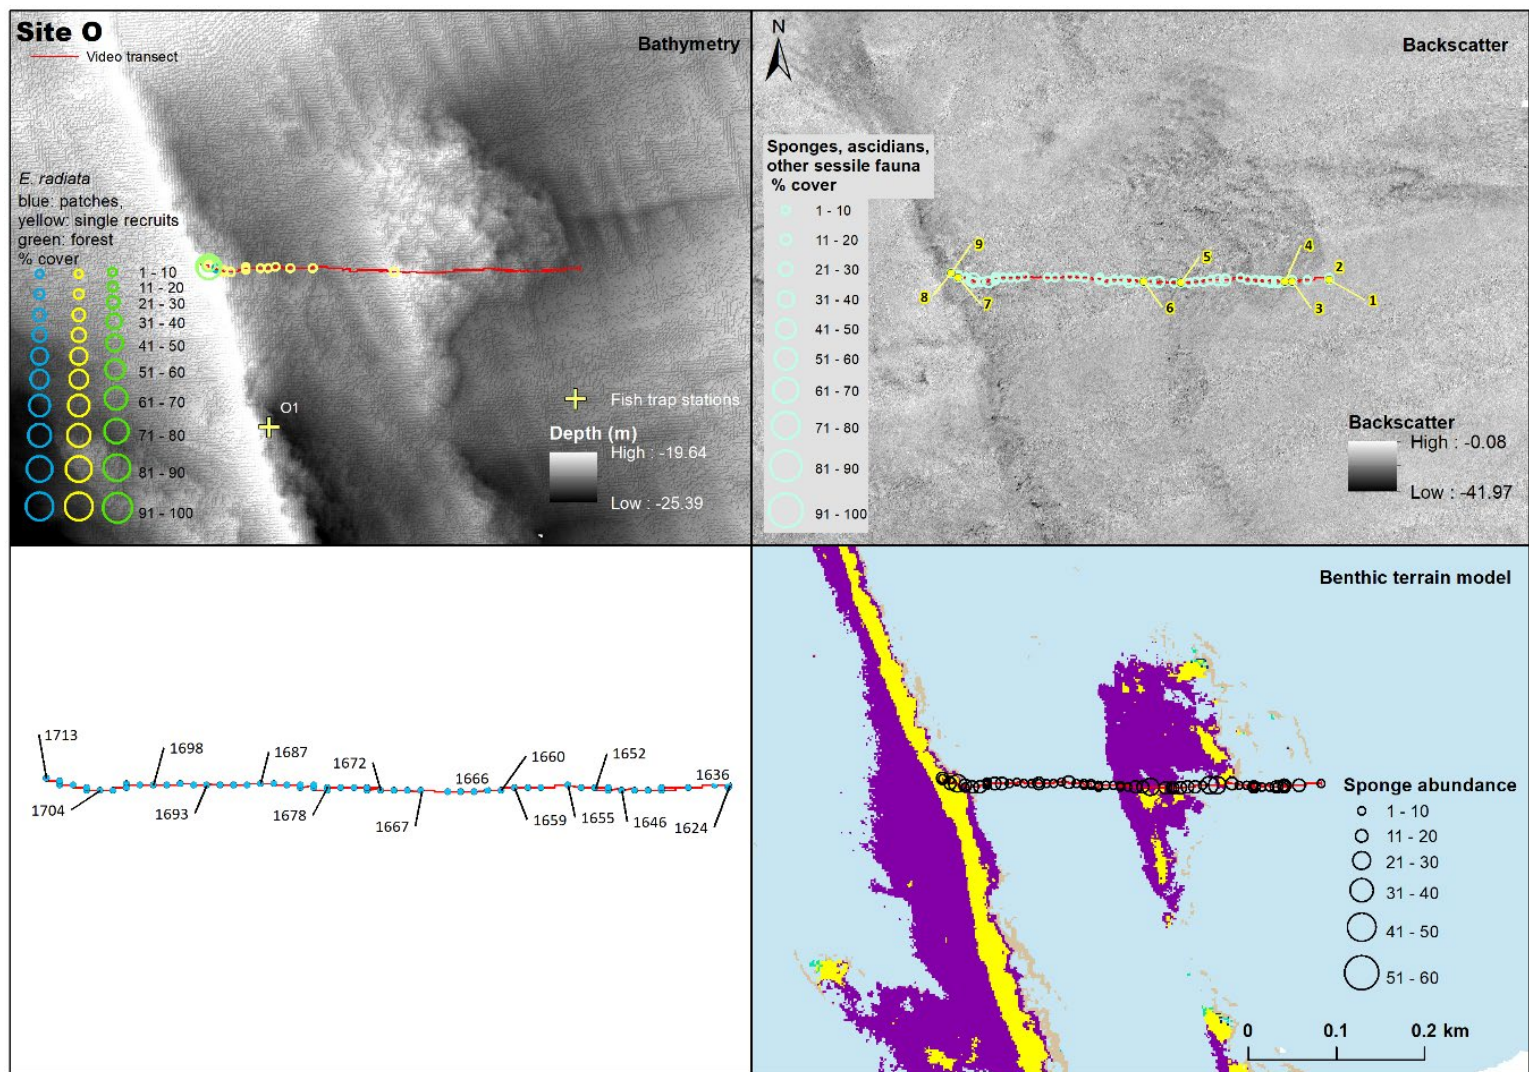 Site O
Video transect
Bathymetry
E. radiata
blue: patches,
yellow: single recruits
green: forest
% cover
1 - 10
11 - 20
21 - 30
31 - 40
41 - 50
51 - 60
61 - 70
71 - 80
81 - 90
91 - 100
O1
Fish trap stations
Depth (m)
High : -19.64
Low : -25.39
N
Backscatter
Sponges, ascidians,
other sessile fauna
% cover
1 - 10
11 - 20
21 - 30
31 - 40
41 - 50
51 - 60
61 - 70
71 - 80
81 - 90
91 - 100
9
8
7
6
5
4
3
2
1
Backscatter
High : -0.08
Low : -41.97
1713
1704
1698
1693
1687
1678
1672
1667
1666
1660
1659
1655
1652
1646
1636
1624
Benthic terrain model
Sponge abundance
1 - 10
11 - 20
21 - 30
31 - 40
41 - 50
51 - 60
0 0.1 0.2 km